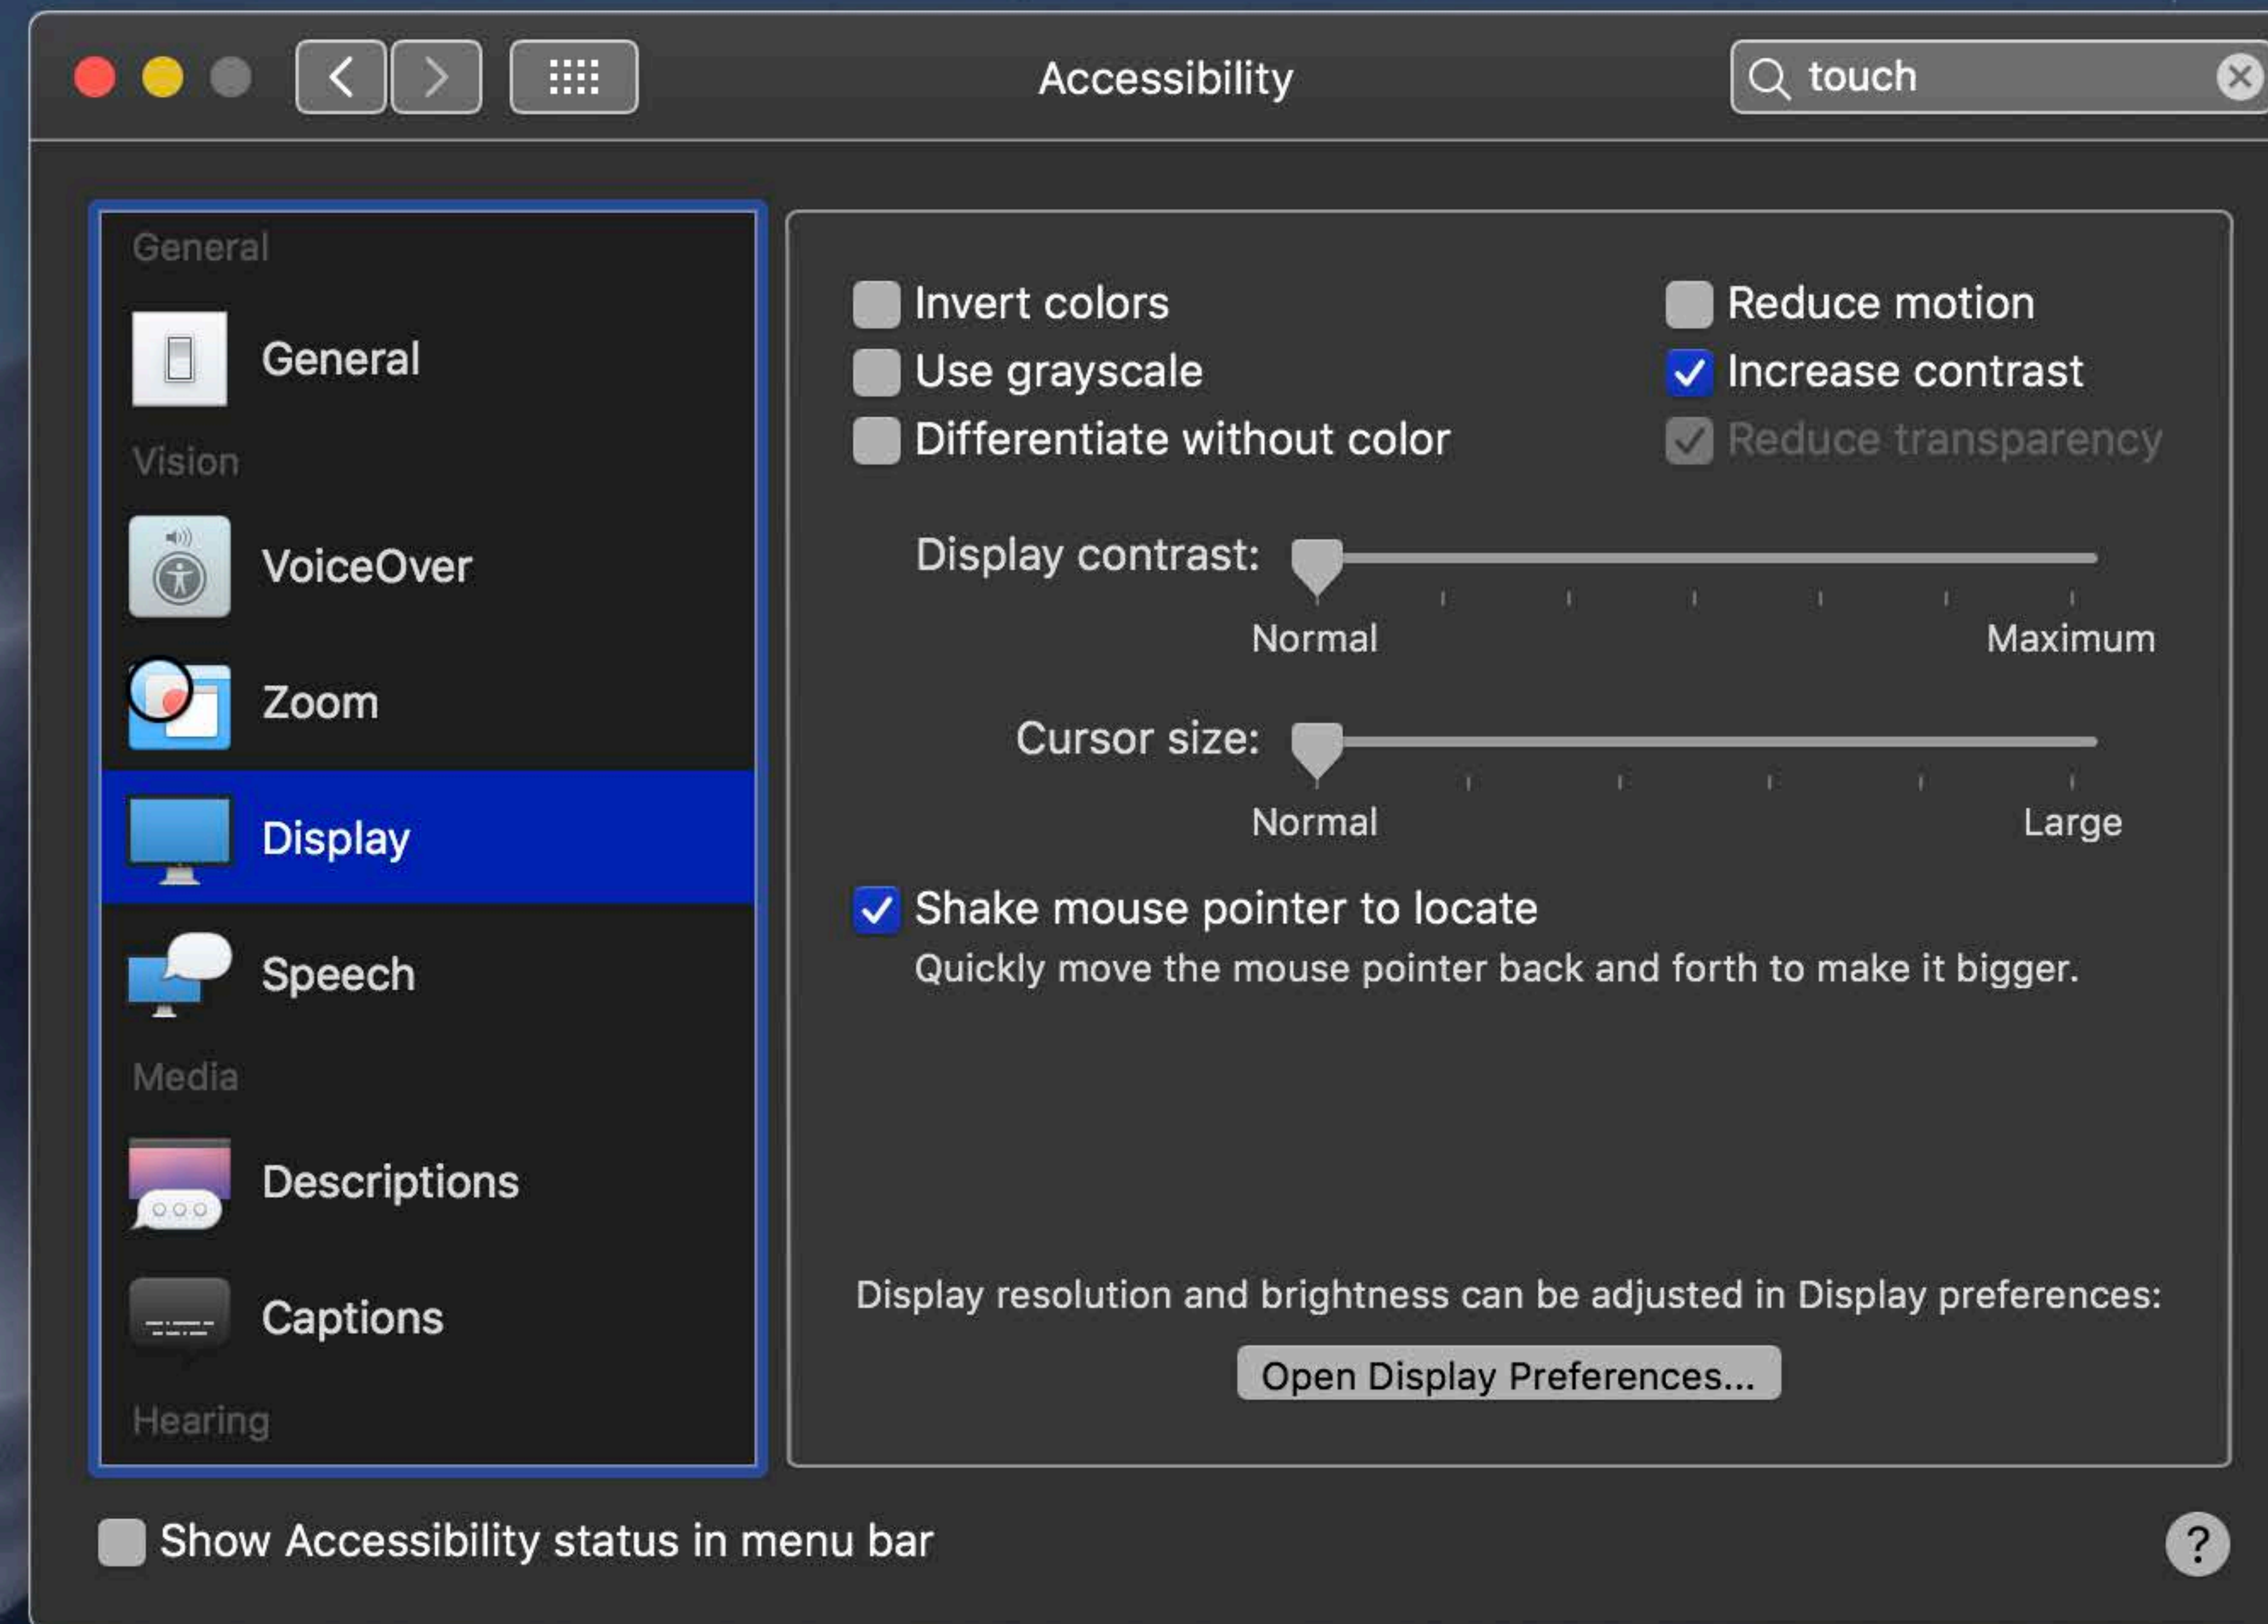 Accessibility
touch
General
General
Vision
VoiceOver
Zoom
Display
Speech
Media
Descriptions
Captions
Hearing
Invert colors
Use grayscale
Differentiate without color
Reduce motion
Increase contrast
Reduce transparency
Display contrast:
Normal
Maximum
Cursor size:
Normal
Large
Shake mouse pointer to locate
Quickly move the mouse pointer back and forth to make it bigger.
Display resolution and brightness can be adjusted in Display preferences:
Open Display Preferences...
Show Accessibility status in menu bar
?